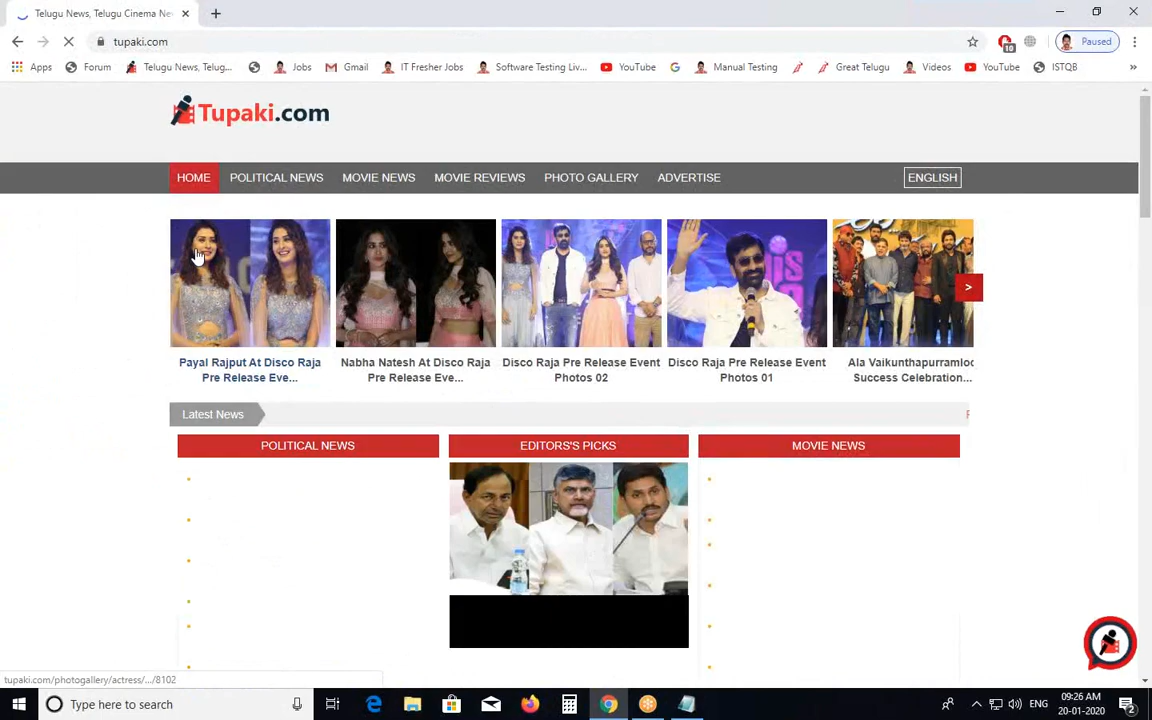 Telugu News, Telugu Cinema Ne
tupaki.com
10
Paused
Apps
Forum
Telugu News, Telug...
Jobs
Gmail
IT Fresher Jobs
Software Testing Liv...
YouTube
Manual Testing
Great Telugu
Videos
YouTube
ISTQB
»
Tupaki.com
HOME
POLITICAL NEWS
MOVIE NEWS
MOVIE REVIEWS
PHOTO GALLERY
ADVERTISE
ENGLISH
>
Payal Rajput At Disco Raja
Pre Release Eve...
Nabha Natesh At Disco Raja
Pre Release Eve...
Disco Raja Pre Release Event
Photos 02
Disco Raja Pre Release Event
Photos 01
Ala Vaikunthapurramloo
Success Celebration...
Latest News
POLITICAL NEWS
EDITORS'S PICKS
MOVIE NEWS
tupaki.com/photogallery/actress/.../8102
Type here to search
ENG
09:26 AM
20-01-2020
2